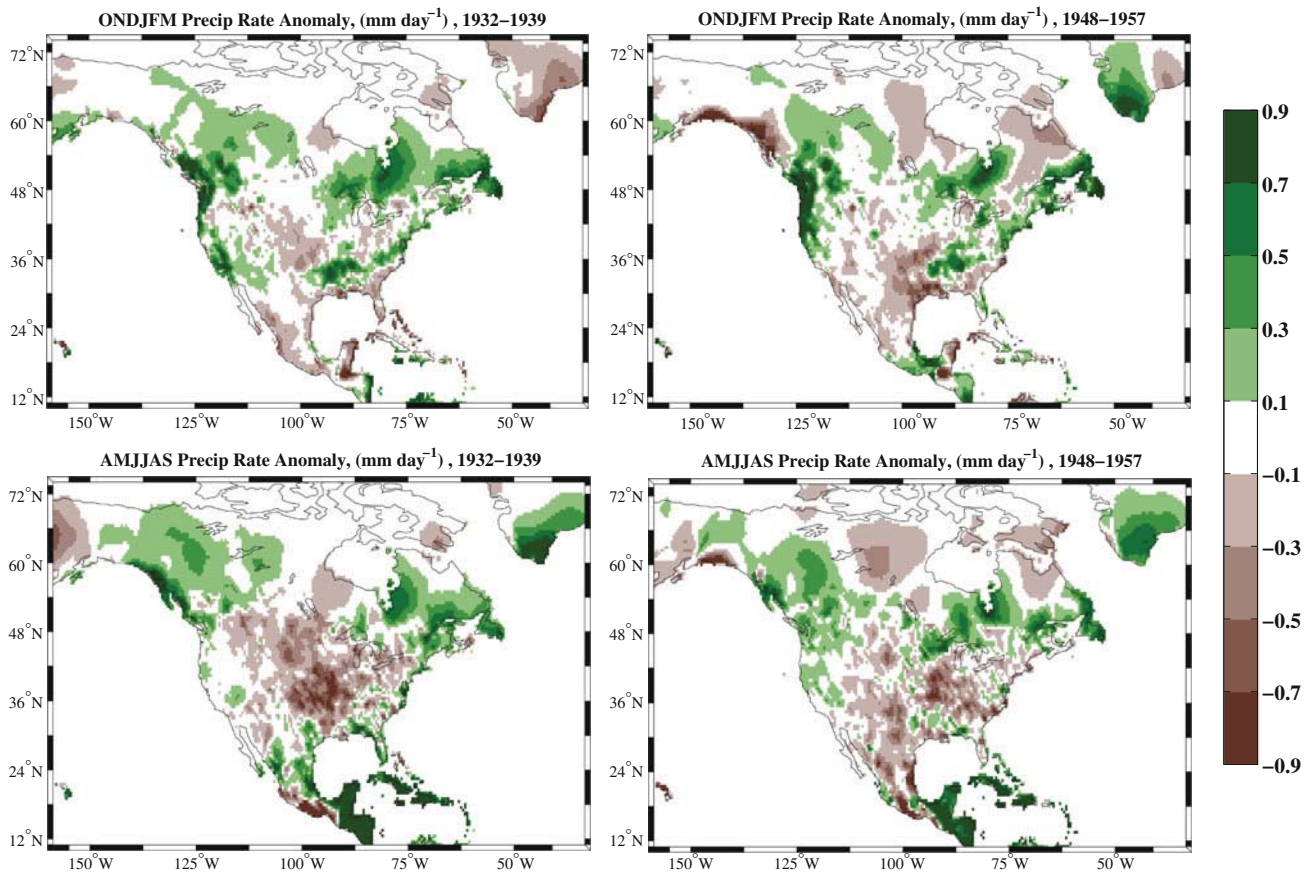 ONDJFM Precip Rate Anomaly, (mm day⁻¹) , 1932−1939
72°N
60°N
48°N
36°N
24°N
12°N
150°W 125°W 100°W 75°W 50°W
ONDJFM Precip Rate Anomaly, (mm day⁻¹) , 1948−1957
72°N
60°N
48°N
36°N
24°N
12°N
150°W 125°W 100°W 75°W 50°W
AMJJAS Precip Rate Anomaly, (mm day⁻¹) , 1932−1939
72°N
60°N
48°N
36°N
24°N
12°N
150°W 125°W 100°W 75°W 50°W
AMJJAS Precip Rate Anomaly, (mm day⁻¹) , 1948−1957
72°N
60°N
48°N
36°N
24°N
12°N
150°W 125°W 100°W 75°W 50°W
0.9
0.7
0.5
0.3
0.1
−0.1
−0.3
−0.5
−0.7
−0.9